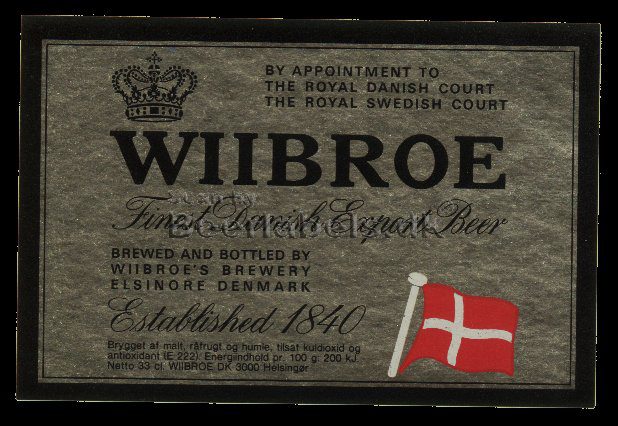 BY APPOINTMENT TO
THE ROYAL DANISH COURT
THE ROYAL SWEDISH COURT
WIIBROE
Finest Danish Export Beer
BREWED AND BOTTLED BY
WIIBROE'S BREWERY
ELSINORE DENMARK
Established 1840
Brygget af malt, råfrugt og humle, tilsat kuldioxid og
antioxidant (E 222). Energiindhold pr. 100 g: 200 kJ.
Netto 33 cl. WIIBROE DK 3000 Helsingør